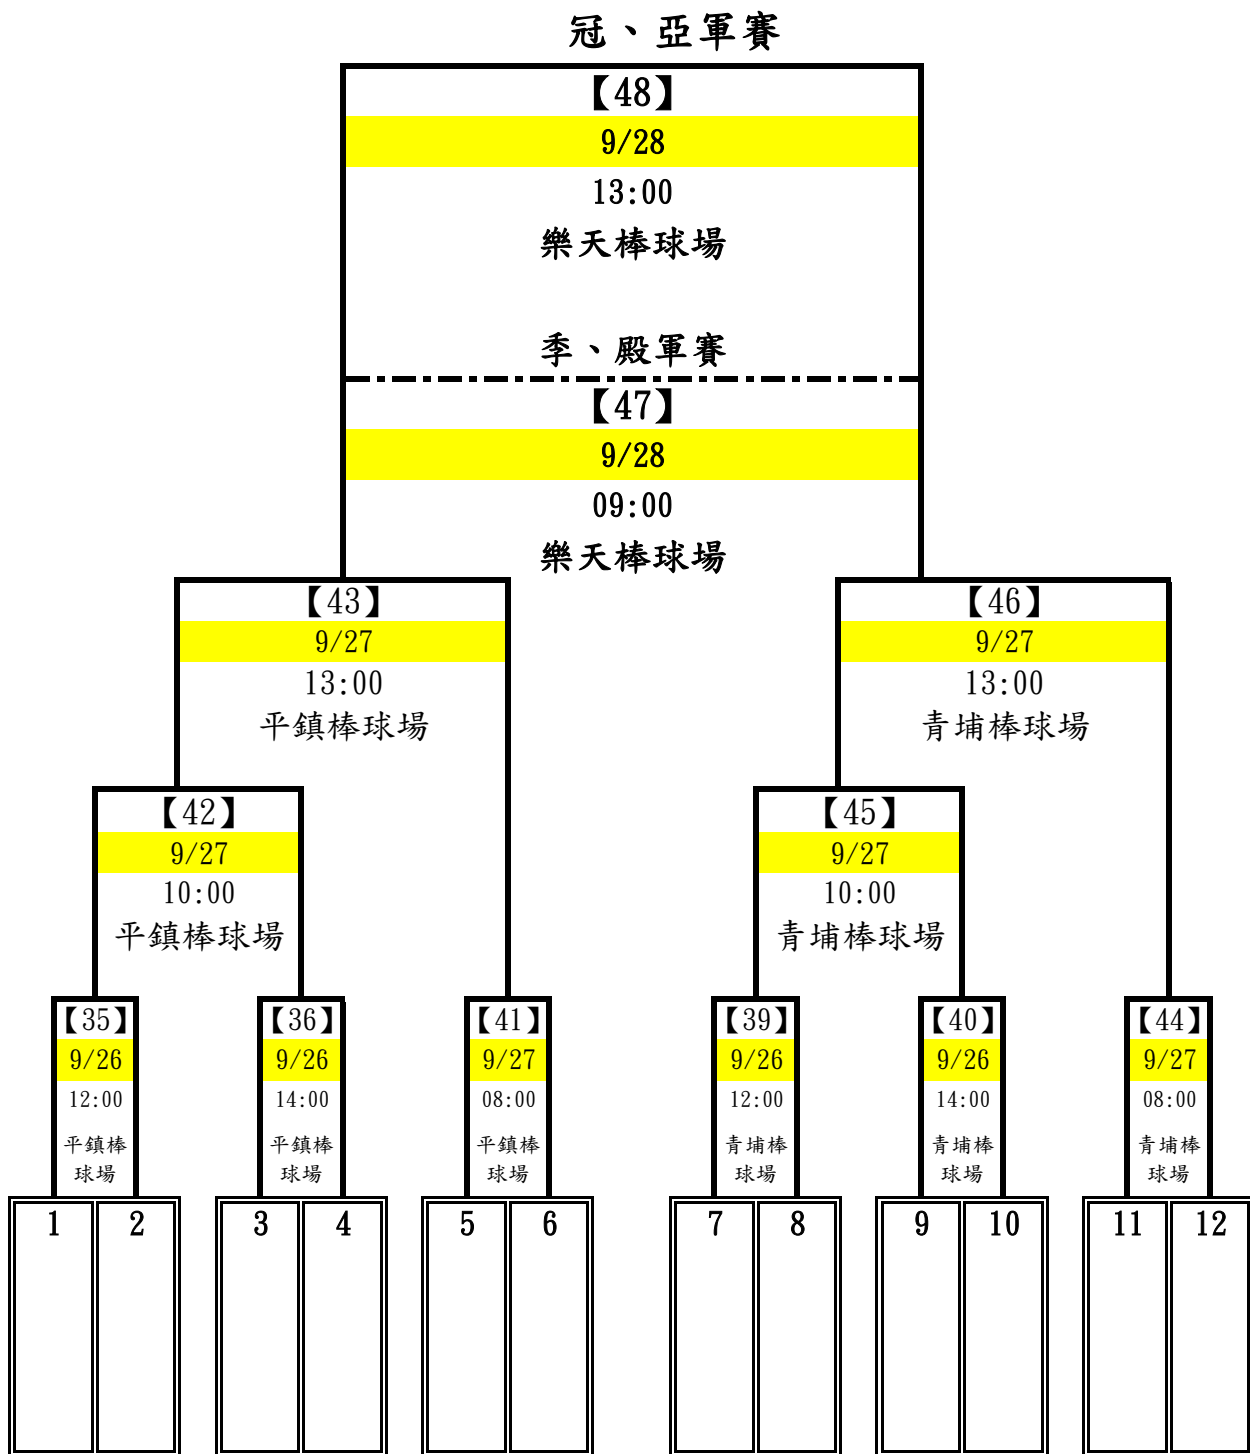 冠、亞軍賽
【48】
9/28
13:00
樂天棒球場
季、殿軍賽
【47】
9/28
09:00
樂天棒球場
【43】
9/27
13:00
平鎮棒球場
【46】
9/27
13:00
青埔棒球場
【42】
9/27
10:00
平鎮棒球場
【45】
9/27
10:00
青埔棒球場
【35】
9/26
12:00
平鎮棒
球場
【36】
9/26
14:00
平鎮棒
球場
【41】
9/27
08:00
平鎮棒
球場
【39】
9/26
12:00
青埔棒
球場
【40】
9/26
14:00
青埔棒
球場
【44】
9/27
08:00
青埔棒
球場
1 2 3 4 5 6 7 8 9 10 11 12